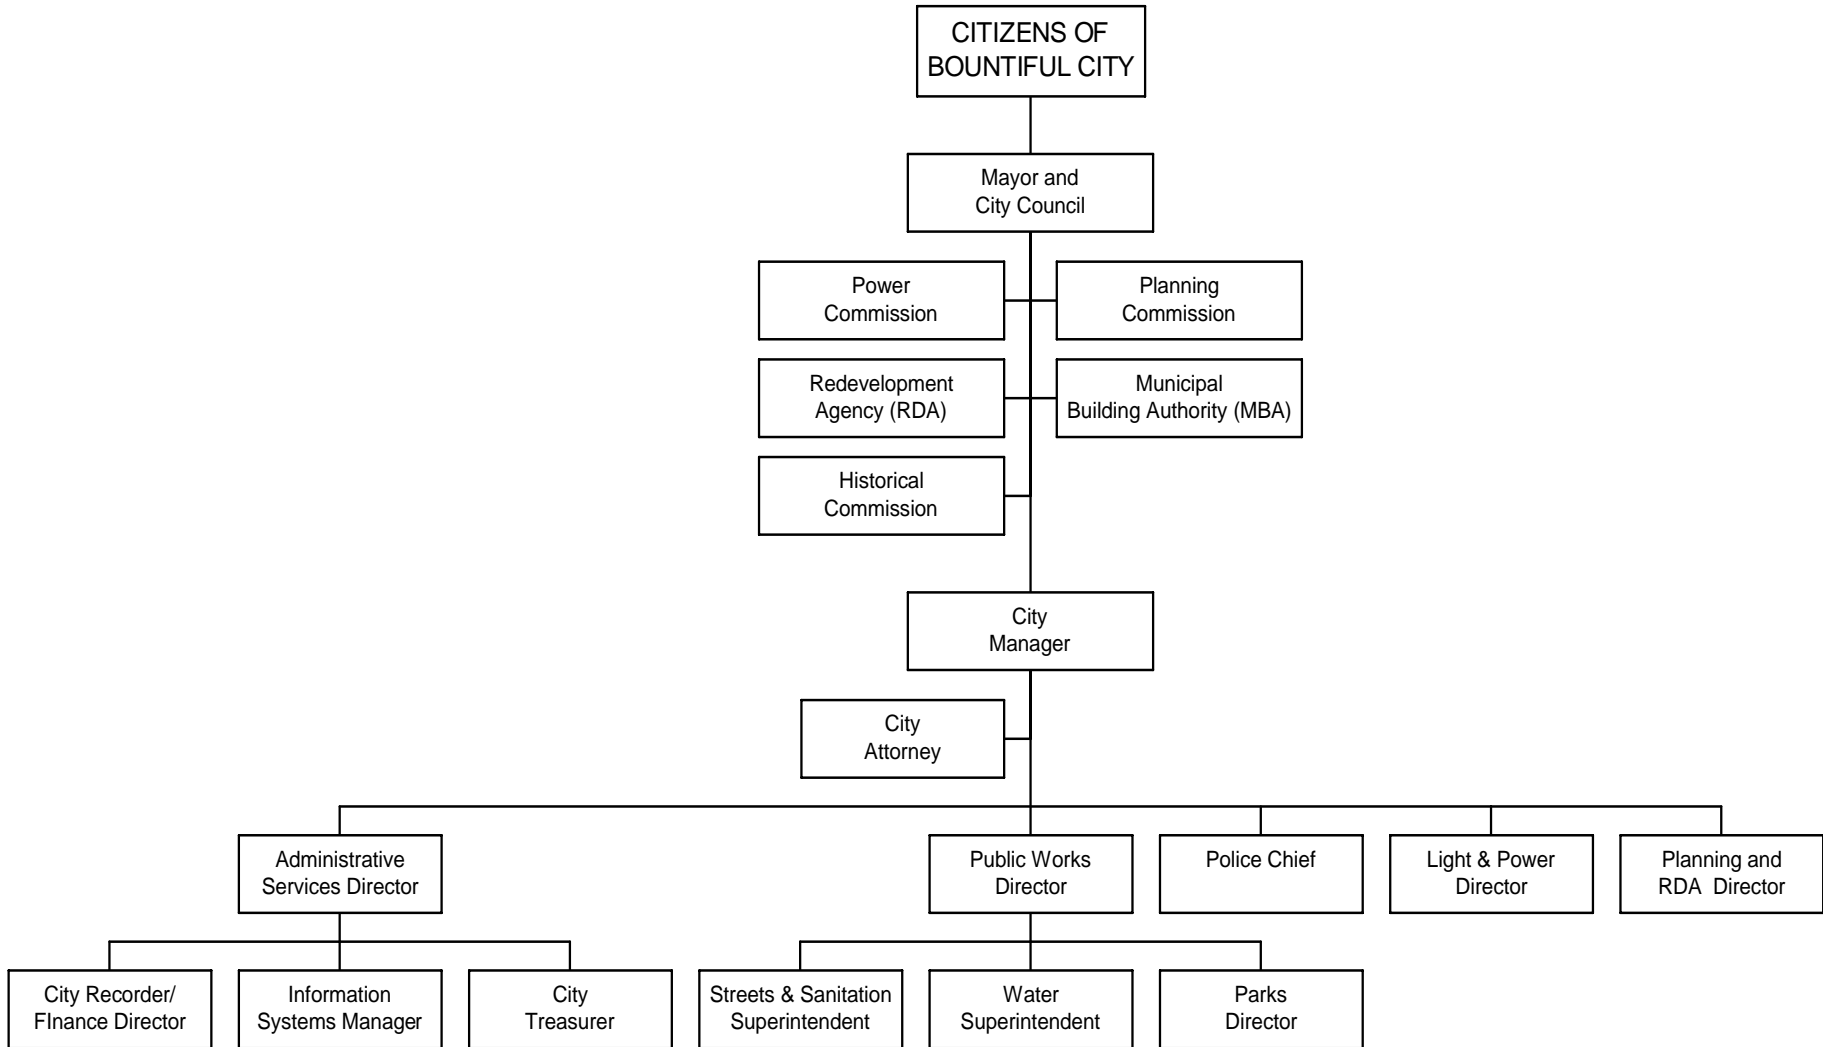 CITIZENS OF
BOUNTIFUL CITY
Mayor and
City Council
Power
Commission
Planning
Commission
Redevelopment
Agency (RDA)
Municipal
Building Authority (MBA)
Historical
Commission
City
Manager
City
Attorney
Administrative
Services Director
Public Works
Director
Police Chief
Light & Power
Director
Planning and
RDA Director
City Recorder/
FInance Director
Information
Systems Manager
City
Treasurer
Streets & Sanitation
Superintendent
Water
Superintendent
Parks
Director